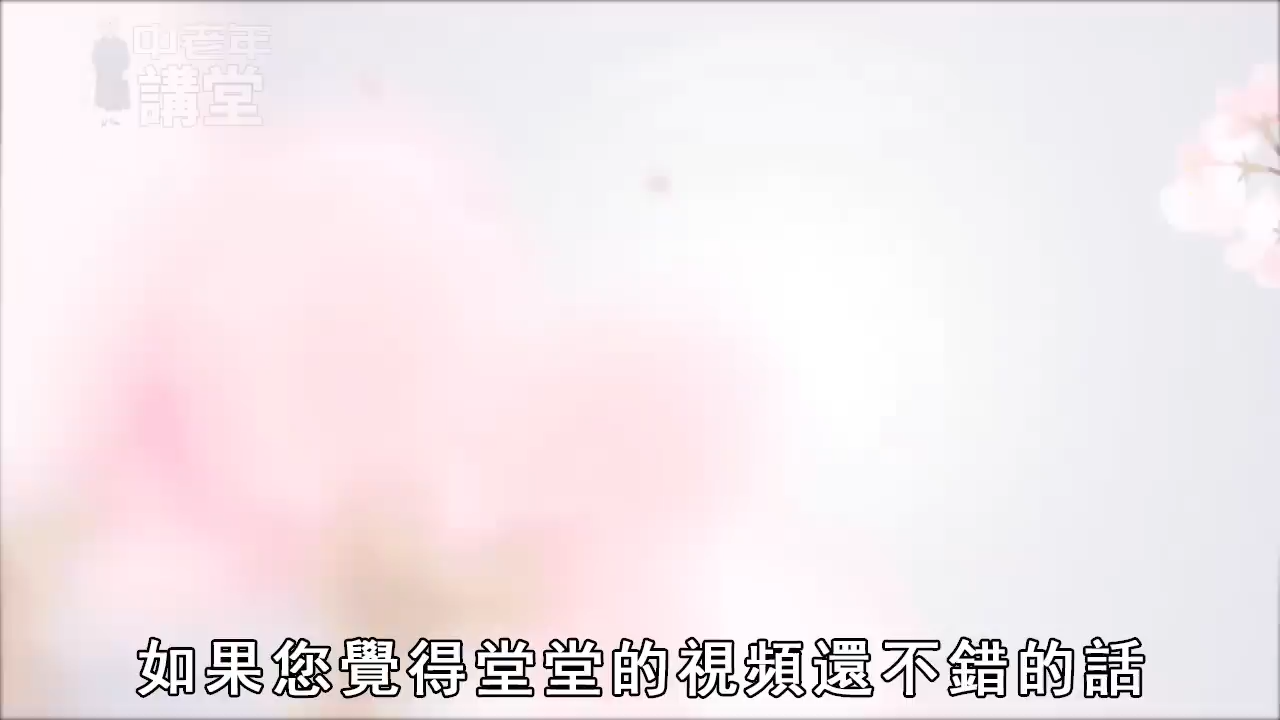 中老年
講堂
如果您覺得堂堂的視頻還不錯的話